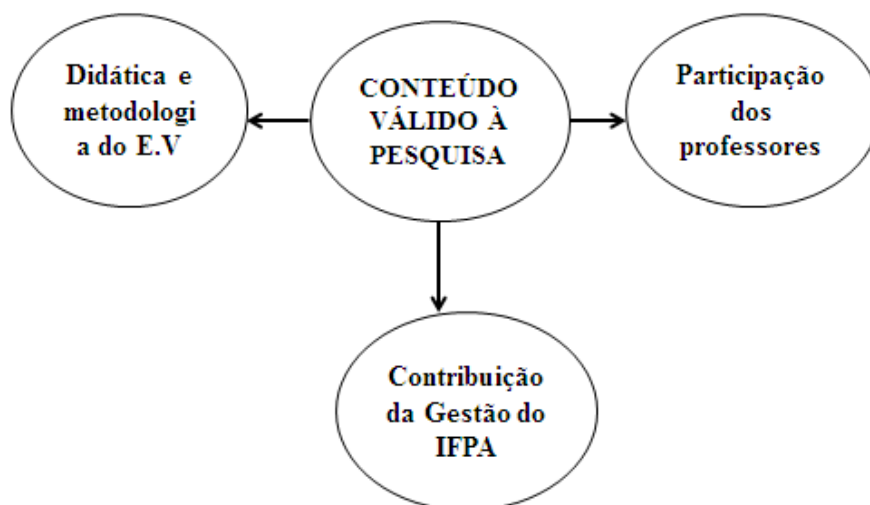 Didática e
metodologi
a do E.V
CONTEÚDO
VÁLIDO À
PESQUISA
Participação
dos
professores
Contribuição
da Gestão do
IFPA